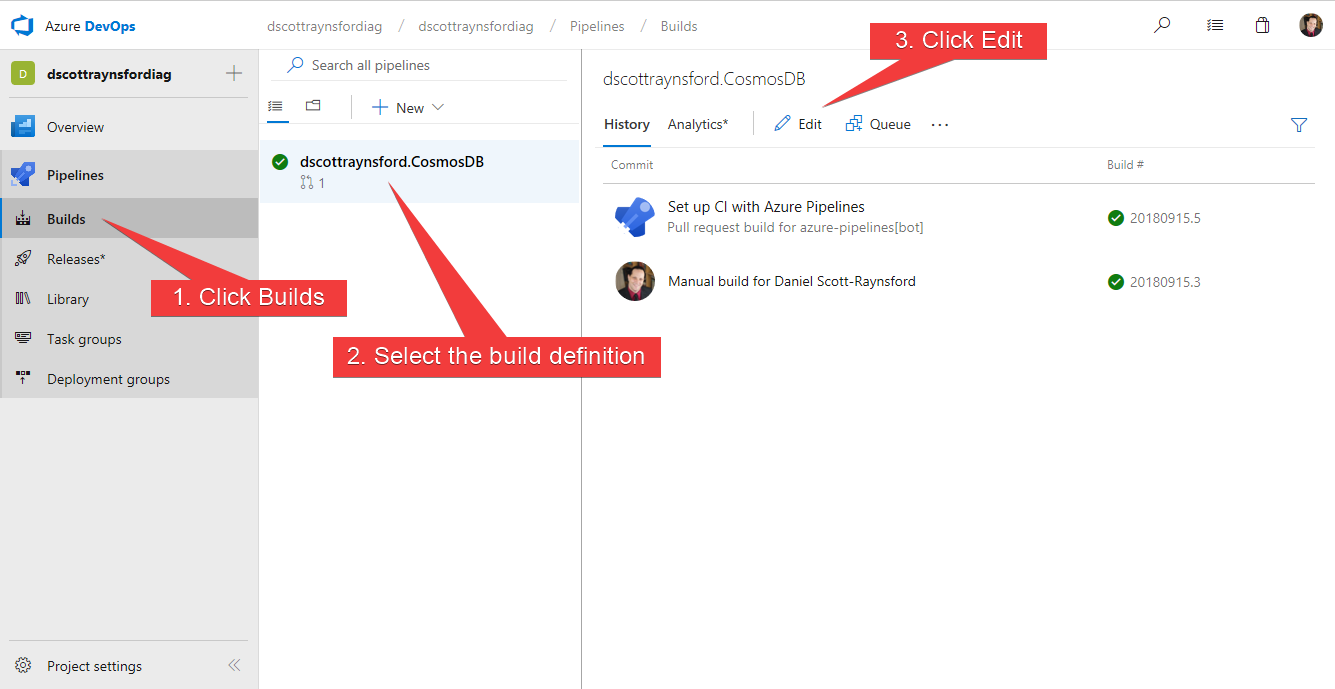 Azure DevOps
dscottraynsfordiag / dscottraynsfordiag / Pipelines / Builds
D dscottraynsfordiag
Overview
Pipelines
Builds
Releases*
Library
Task groups
Deployment groups
Project settings
Search all pipelines
New
dscottraynsford.CosmosDB
1
1. Click Builds
2. Select the build definition
3. Click Edit
dscottraynsford.CosmosDB
History Analytics* Edit Queue ...
Commit Build #
Set up CI with Azure Pipelines
Pull request build for azure-pipelines[bot]
20180915.5
Manual build for Daniel Scott-Raynsford
20180915.3